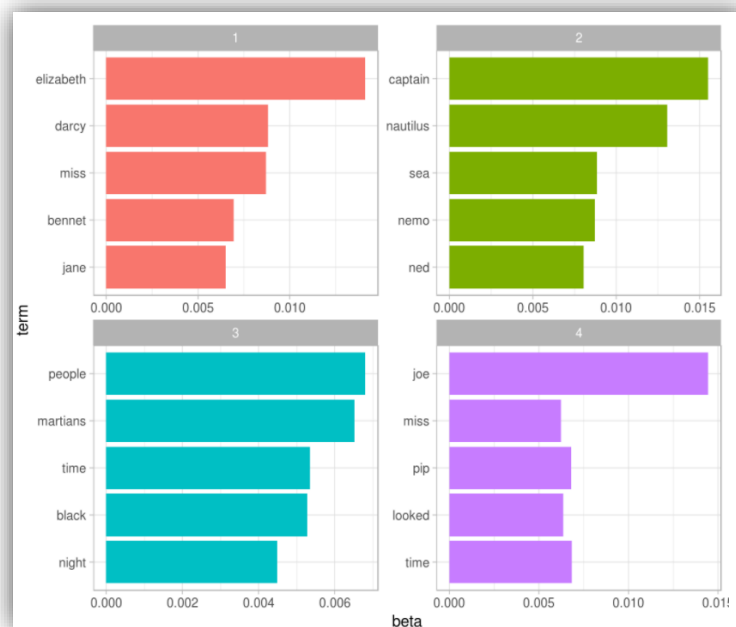 1
elizabeth
darcy
miss
bennet
jane
0.000 0.005 0.010
2
captain
nautilus
sea
nemo
ned
0.000 0.005 0.010 0.015
term
3
people
martians
time
black
night
0.000 0.002 0.004 0.006
4
joe
miss
pip
looked
time
0.000 0.005 0.010 0.015
beta